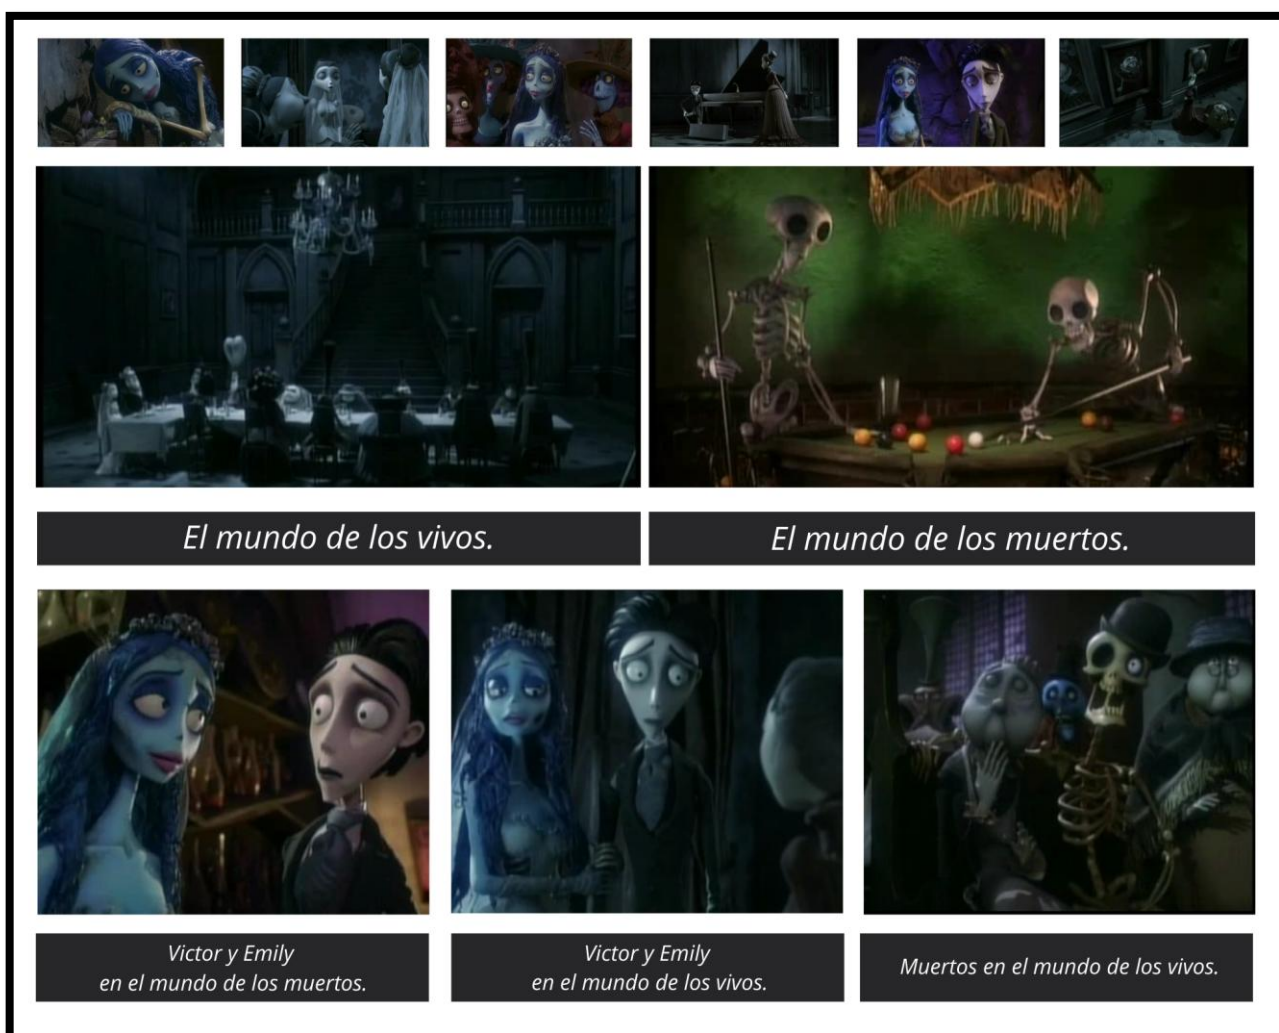 El mundo de los vivos.
El mundo de los muertos.
Victor y Emily
en el mundo de los muertos.
Victor y Emily
en el mundo de los vivos.
Muertos en el mundo de los vivos.